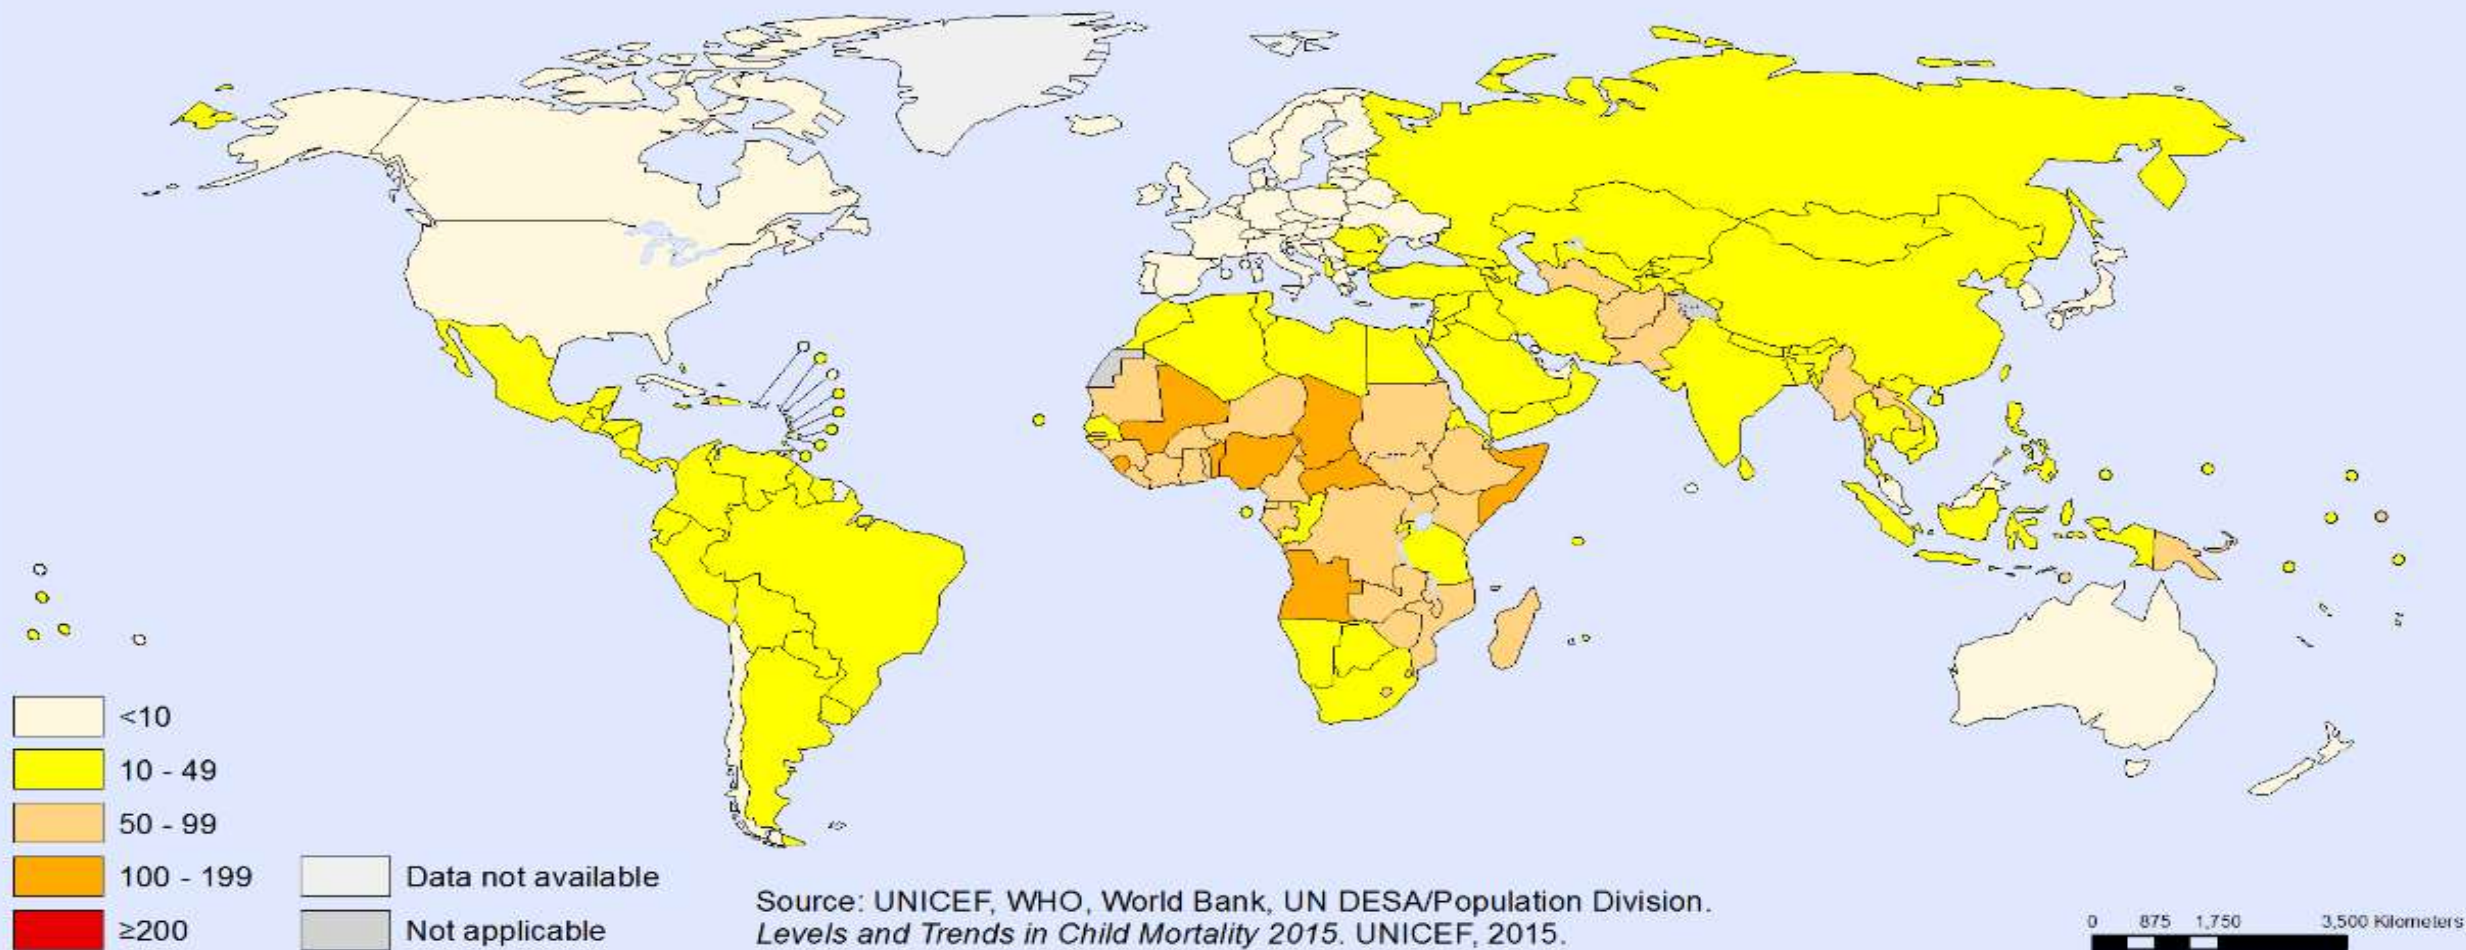 <10
10 - 49
50 - 99
100 - 199
≥200
Data not available
Not applicable
Source: UNICEF, WHO, World Bank, UN DESA/Population Division.
Levels and Trends in Child Mortality 2015. UNICEF, 2015.
0 875 1,750 3,500 Kilometers